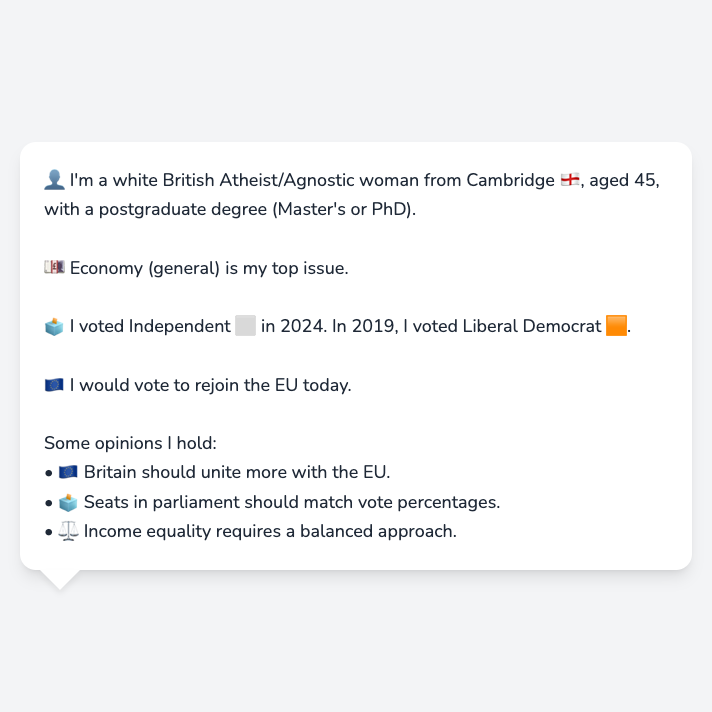 👤 I'm a white British Atheist/Agnostic woman from Cambridge 🏴󠁧󠁢󠁥󠁮󠁧󠁿, aged 45,
with a postgraduate degree (Master's or PhD).
💷 Economy (general) is my top issue.
🗳️ I voted Independent ⬜ in 2024. In 2019, I voted Liberal Democrat 🟧.
🇪🇺 I would vote to rejoin the EU today.
Some opinions I hold:
• 🇪🇺 Britain should unite more with the EU.
• 🗳️ Seats in parliament should match vote percentages.
• ⚖️ Income equality requires a balanced approach.